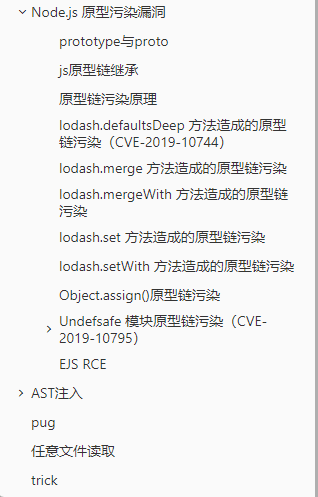 Node.js 原型污染漏洞
prototype与proto
js原型链继承
原型链污染原理
lodash.defaultsDeep 方法造成的原型
链污染（CVE-2019-10744）
lodash.merge 方法造成的原型链污染
lodash.mergeWith 方法造成的原型链
污染
lodash.set 方法造成的原型链污染
lodash.setWith 方法造成的原型链污染
Object.assign()原型链污染
Undefsafe 模块原型链污染（CVE-
2019-10795）
EJS RCE
AST注入
pug
任意文件读取
trick